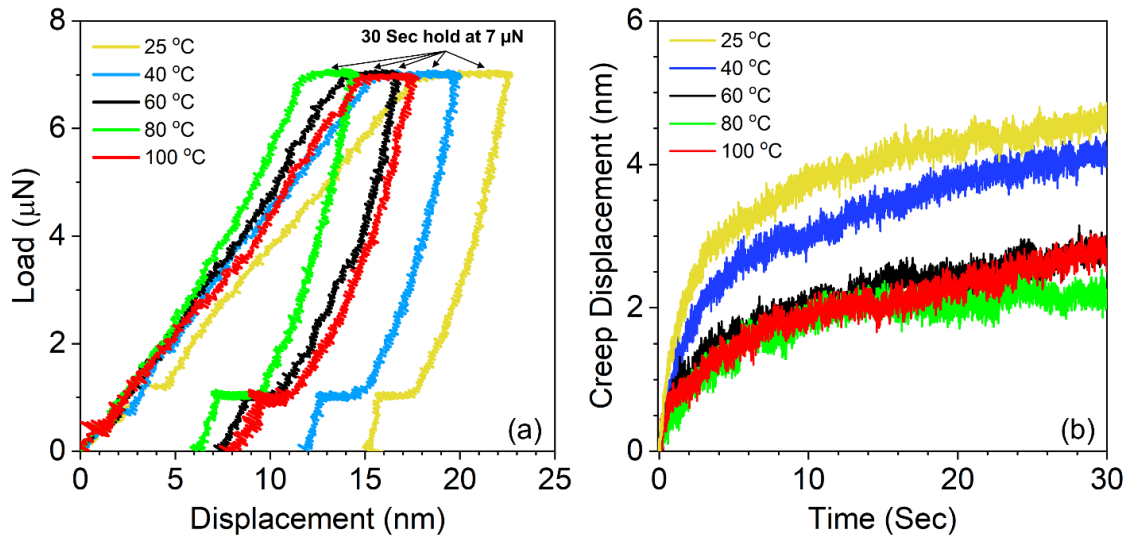 8
6
4
2
0
Load (μN)
25 °C
40 °C
60 °C
80 °C
100 °C
30 Sec hold at 7 μN
(a)
0
5
10
15
20
25
Displacement (nm)
6
4
2
0
Creep Displacement (nm)
25 °C
40 °C
60 °C
80 °C
100 °C
(b)
0
10
20
30
Time (Sec)